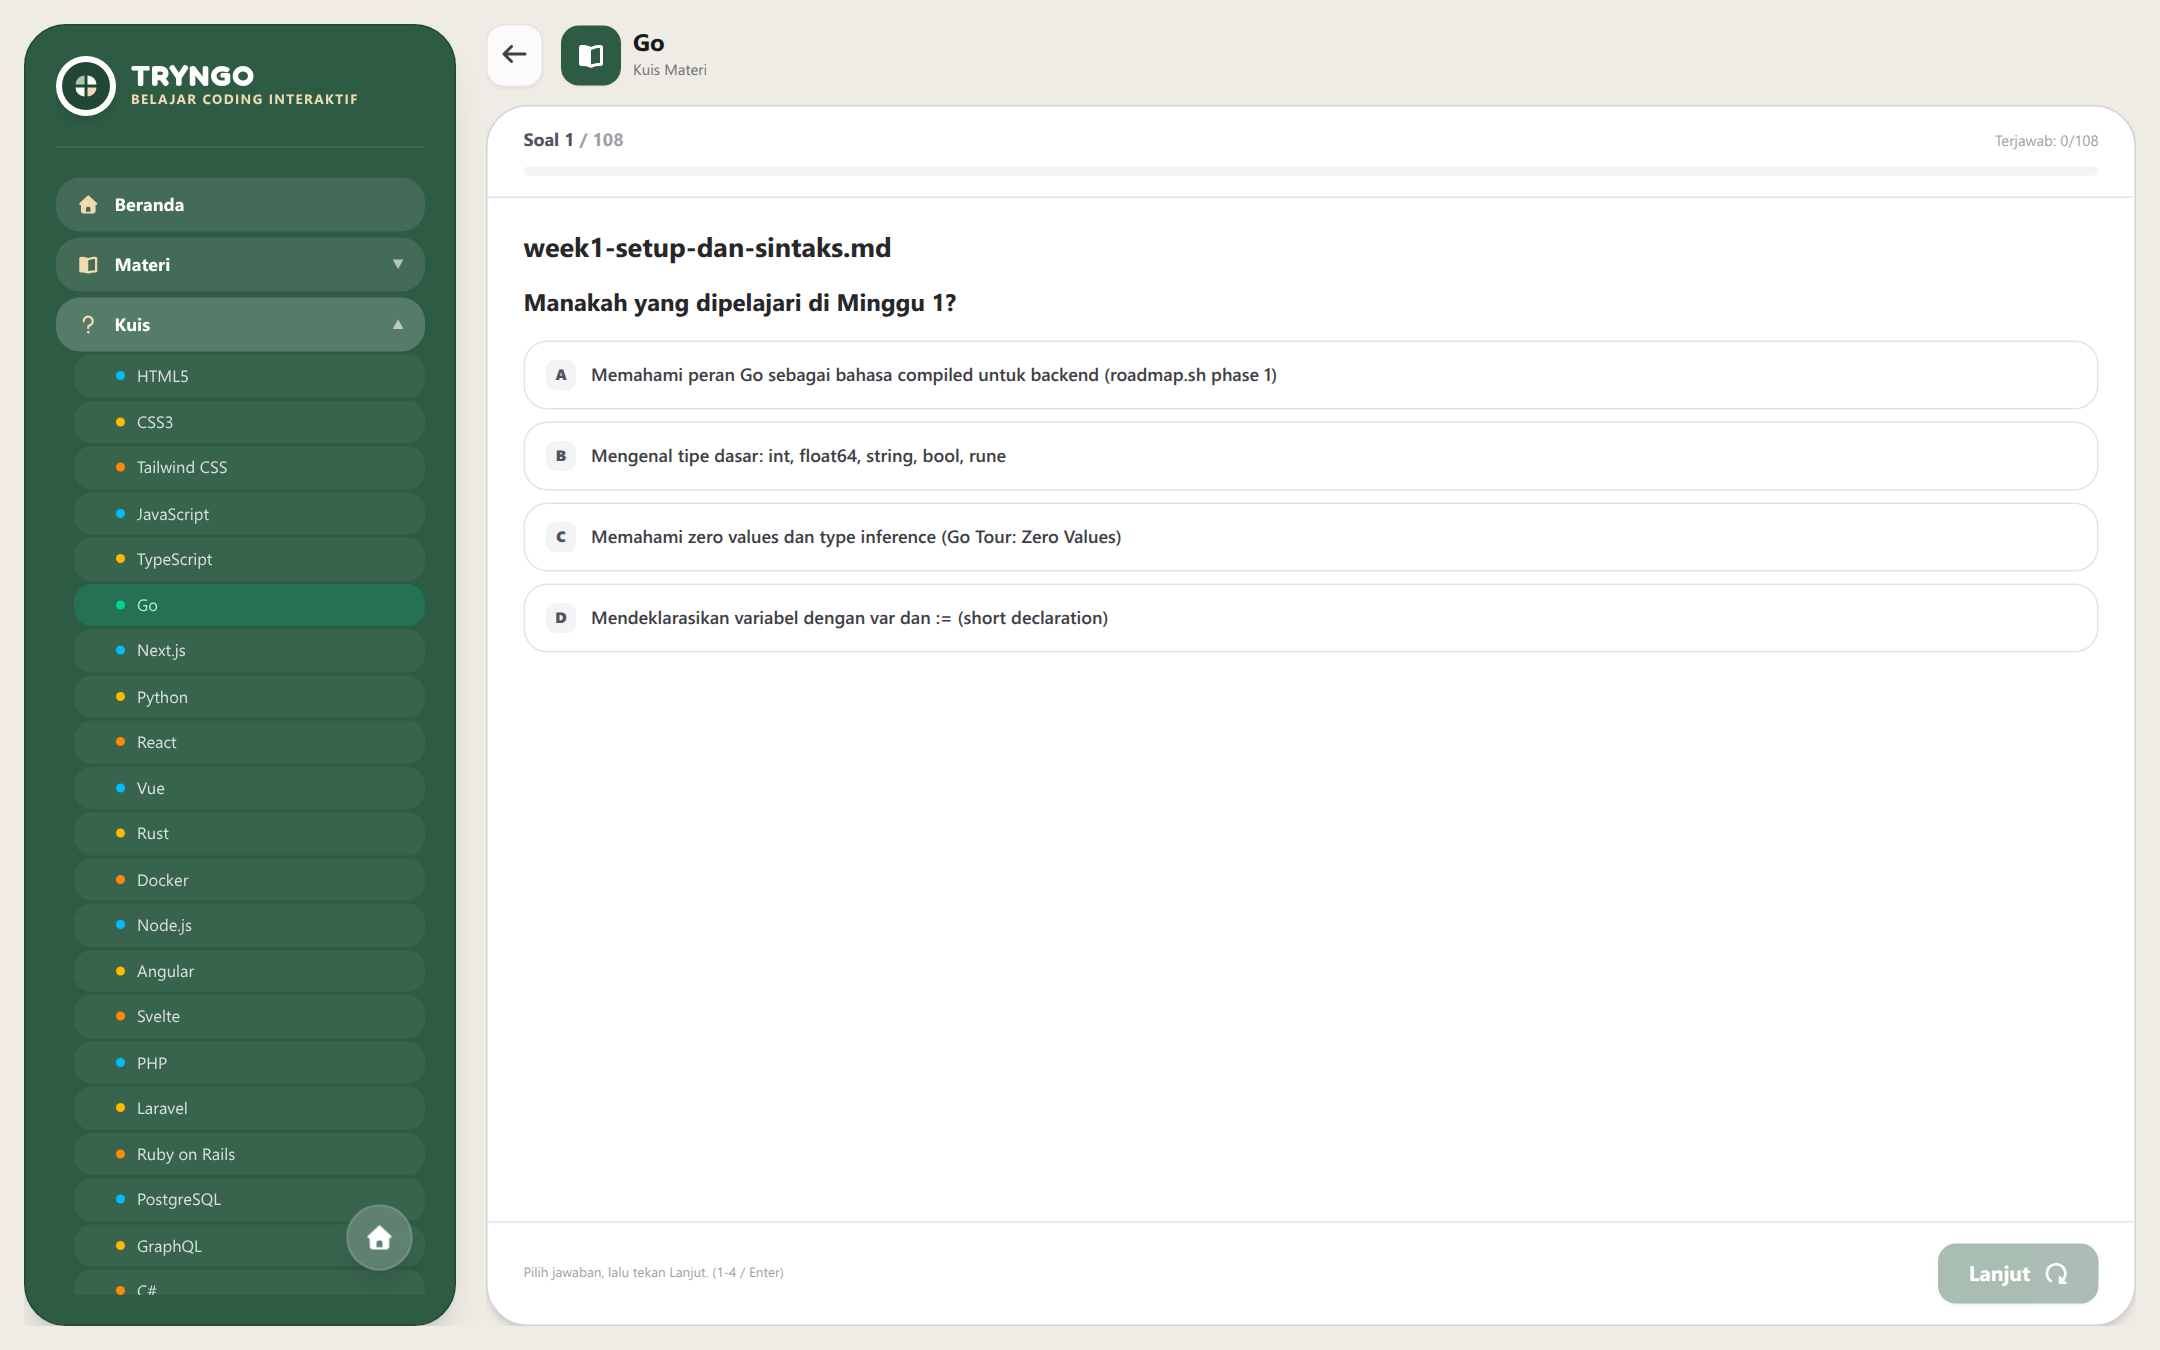 TRYNGO
BELAJAR CODING INTERAKTIF
Beranda
Materi
Kuis
HTML5
CSS3
Tailwind CSS
JavaScript
TypeScript
Go
Next.js
Python
React
Vue
Rust
Docker
Node.js
Angular
Svelte
PHP
Laravel
Ruby on Rails
PostgreSQL
GraphQL
C#
Go
Kuis Materi
Soal 1 / 108
Terjawab: 0/108
week1-setup-dan-sintaks.md
Manakah yang dipelajari di Minggu 1?
A Memahami peran Go sebagai bahasa compiled untuk backend (roadmap.sh phase 1)
B Mengenal tipe dasar: int, float64, string, bool, rune
C Memahami zero values dan type inference (Go Tour: Zero Values)
D Mendeklarasikan variabel dengan var dan := (short declaration)
Pilih jawaban, lalu tekan Lanjut. (1-4 / Enter)
Lanjut